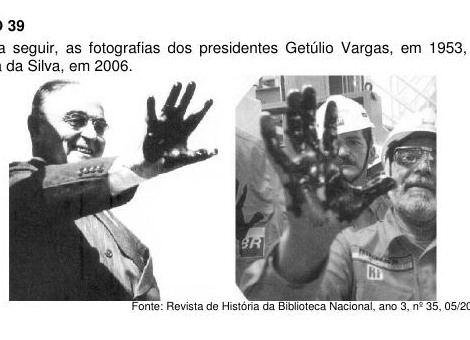 39
a seguir, as fotografias dos presidentes Getúlio Vargas, em 1953,
da Silva, em 2006.
BR
Fonte: Revista de História da Biblioteca Nacional, ano 3, nº 35, 05/20